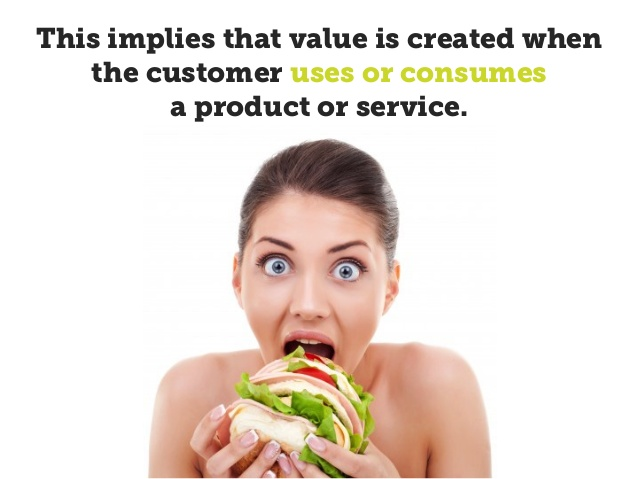 This implies that value is created when
the customer uses or consumes
a product or service.